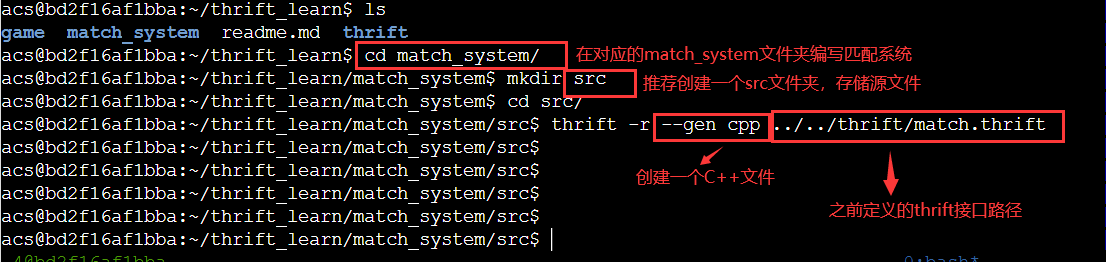 acs@bd2f16af1bba:~/thrift_learn$ ls
game match_system readme.md thrift
acs@bd2f16af1bba:~/thrift_learn$ cd match_system/ 在对应的match_system文件夹编写匹配系统
acs@bd2f16af1bba:~/thrift_learn/match_system$ mkdir src 推荐创建一个src文件夹，存储源文件
acs@bd2f16af1bba:~/thrift_learn/match_system$ cd src/
acs@bd2f16af1bba:~/thrift_learn/match_system/src$ thrift -r --gen cpp ../../thrift/match.thrift
acs@bd2f16af1bba:~/thrift_learn/match_system/src$
acs@bd2f16af1bba:~/thrift_learn/match_system/src$
创建一个C++文件
acs@bd2f16af1bba:~/thrift_learn/match_system/src$
acs@bd2f16af1bba:~/thrift_learn/match_system/src$
之前定义的thrift接口路径
acs@bd2f16af1bba:~/thrift_learn/match_system/src$